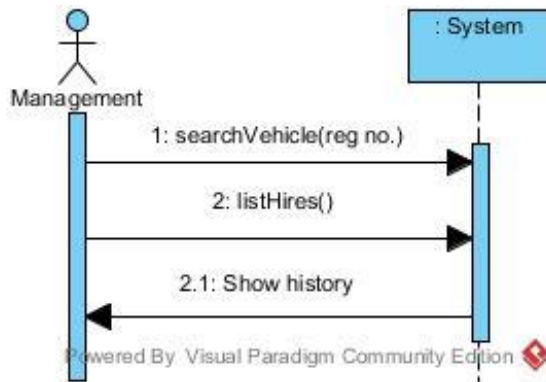 : System
Management
1: searchVehicle(reg no.)
2: listHires()
2.1: Show history
Powered By Visual Paradigm Community Edition